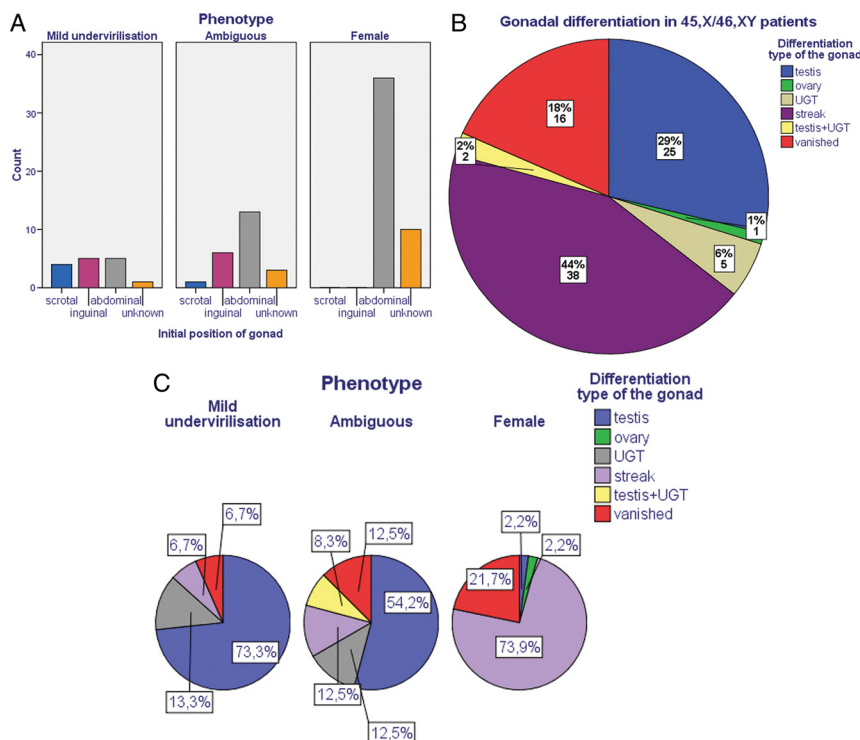 A
Phenotype
Mild undervirilisation
Ambiguous
Female
Count
40
30
20
10
0
scrotal
inguinal
abdominal
unknown
scrotal
inguinal
abdominal
unknown
scrotal
inguinal
abdominal
unknown
Initial position of gonad
B
Gonadal differentiation in 45,X/46,XY patients
Differentiation
type of the gonad
testis
ovary
UGT
streak
testis+UGT
vanished
18%
16
29%
25
2%
2
1%
1
6%
5
44%
38
C
Phenotype
Mild
undervirilisation
Ambiguous
Female
Differentiation
type of the gonad
testis
ovary
UGT
streak
testis+UGT
vanished
6,7%
6,7%
73,3%
13,3%
8,3%
12,5%
54,2%
12,5%
12,5%
2,2%
2,2%
21,7%
73,9%